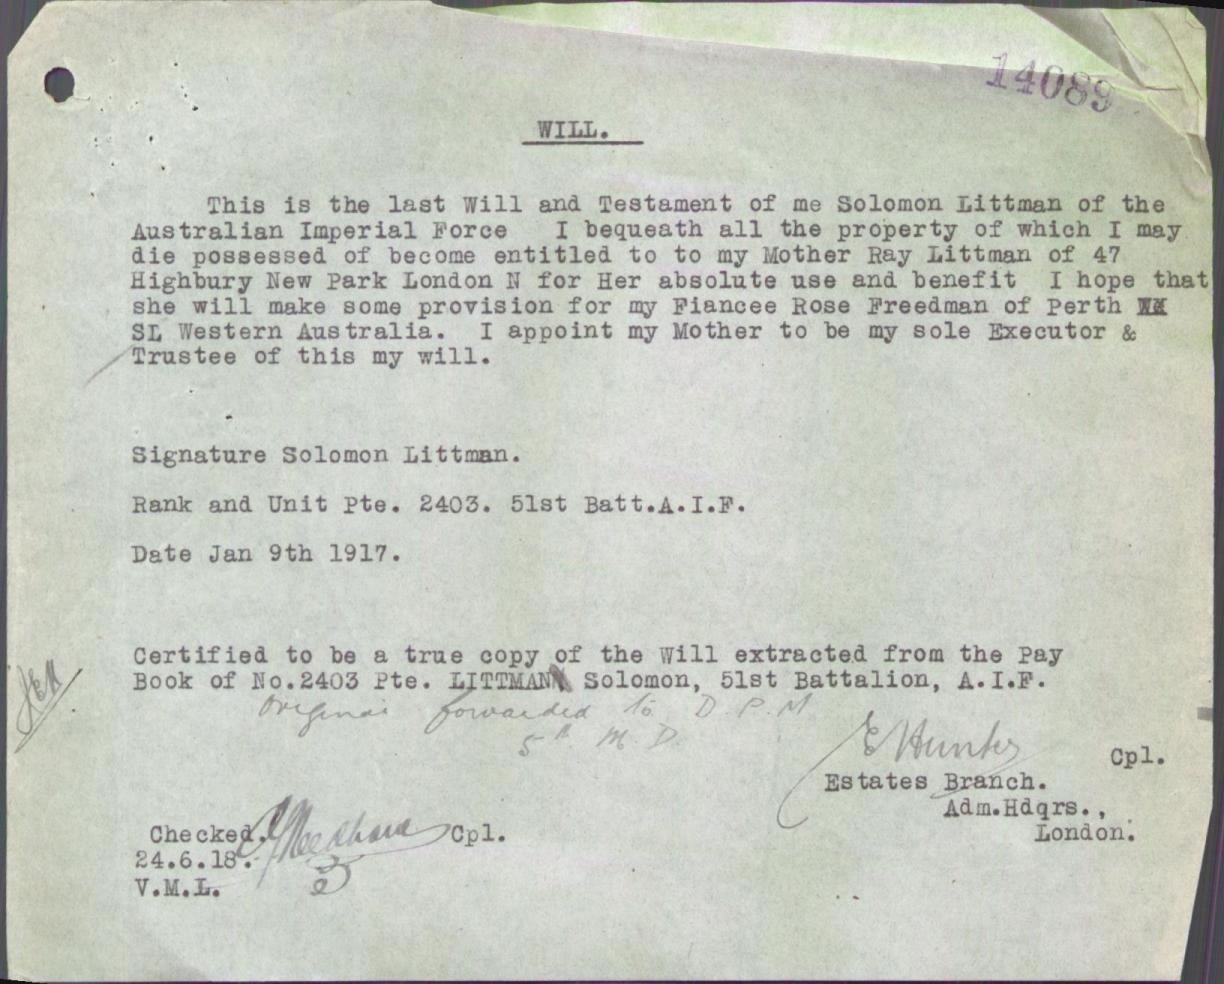 14089
WILL.
This is the last Will and Testament of me Solomon Littman of the
Australian Imperial Force I bequeath all the property of which I may
die possessed of become entitled to to my Mother Ray Littman of 47
Highbury New Park London N for Her absolute use and benefit I hope that
she will make some provision for my Fiancee Rose Freedman of Perth
SL Western Australia. I appoint my Mother to be my sole Executor &
Trustee of this my will.
Signature Solomon Littman.
Rank and Unit Pte. 2403. 51st Batt.A.I.F.
Date Jan 9th 1917.
Certified to be a true copy of the Will extracted from the Pay
Book of No.2403 Pte. LITTMAN Solomon, 51st Battalion, A.I.F.
Original forwarded to D.P.M
5th M.D.
E Hunter Cpl.
Estates Branch.
Adm.Hdqrs.,
London.
Checked. Needham Cpl.
24.6.18.
V.M.L.